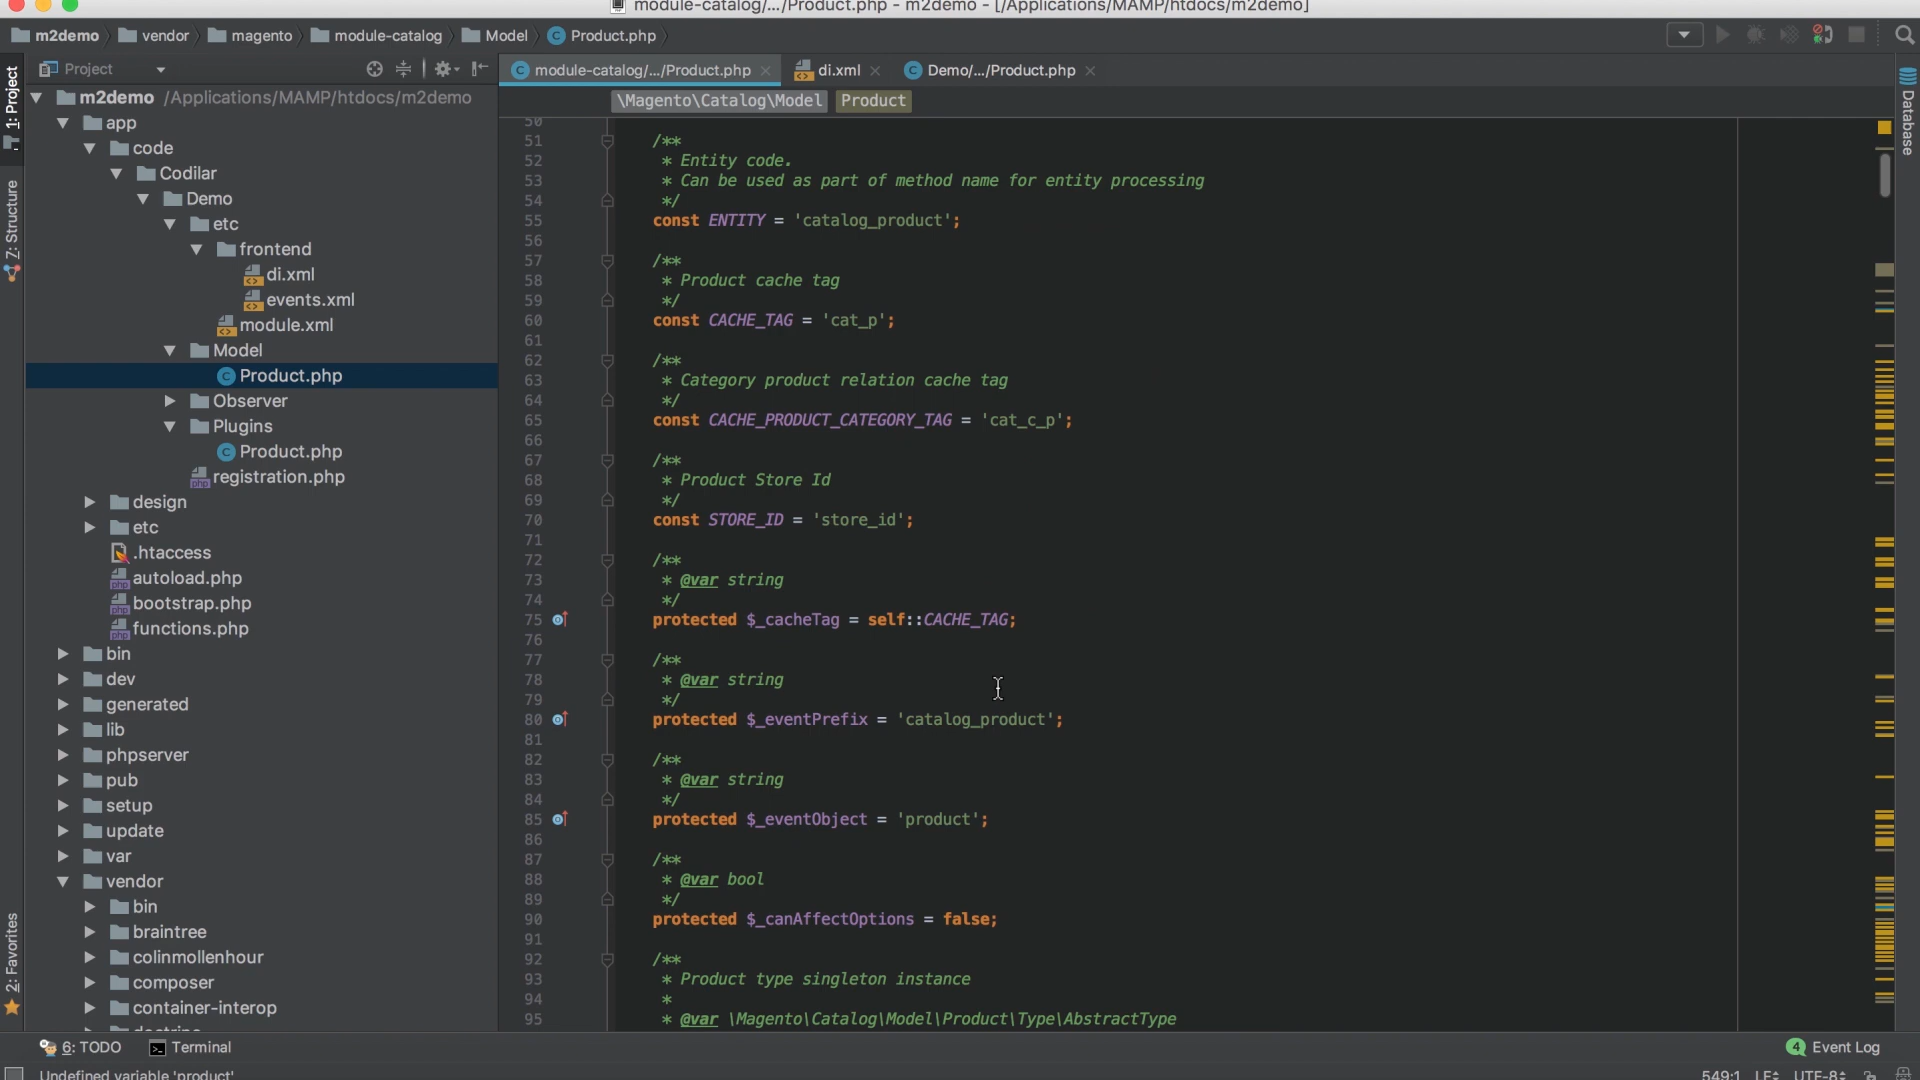 module-catalog/.../Product.php - m2demo - [/Applications/MAMP/htdocs/m2demo]
m2demo vendor magento module-catalog Model Product.php
Project
module-catalog/.../Product.php di.xml Demo/.../Product.php
\Magento\Catalog\Model Product
1: Project
Z: Structure
2: Favorites
m2demo /Applications/MAMP/htdocs/m2demo
app
code
Codilar
Demo
etc
frontend
di.xml
events.xml
module.xml
Model
Product.php
Observer
Plugins
Product.php
registration.php
design
etc
.htaccess
autoload.php
bootstrap.php
functions.php
bin
dev
generated
lib
phpserver
pub
setup
update
var
vendor
bin
braintree
colinmollenhour
composer
container-interop
doctrine
50
51 /**
52 * Entity code.
53 * Can be used as part of method name for entity processing
54 */
55 const ENTITY = 'catalog_product';
56
57 /**
58 * Product cache tag
59 */
60 const CACHE_TAG = 'cat_p';
61
62 /**
63 * Category product relation cache tag
64 */
65 const CACHE_PRODUCT_CATEGORY_TAG = 'cat_c_p';
66
67 /**
68 * Product Store Id
69 */
70 const STORE_ID = 'store_id';
71
72 /**
73 * @var string
74 */
75 protected $_cacheTag = self::CACHE_TAG;
76
77 /**
78 * @var string
79 */
80 protected $_eventPrefix = 'catalog_product';
81
82 /**
83 * @var string
84 */
85 protected $_eventObject = 'product';
86
87 /**
88 * @var bool
89 */
90 protected $_canAffectOptions = false;
91
92 /**
93 * Product type singleton instance
94 *
95 * @var \Magento\Catalog\Model\Product\Type\AbstractType
Database
6: TODO Terminal
4 Event Log
Undefined variable 'product'
549:1 LF UTF-8